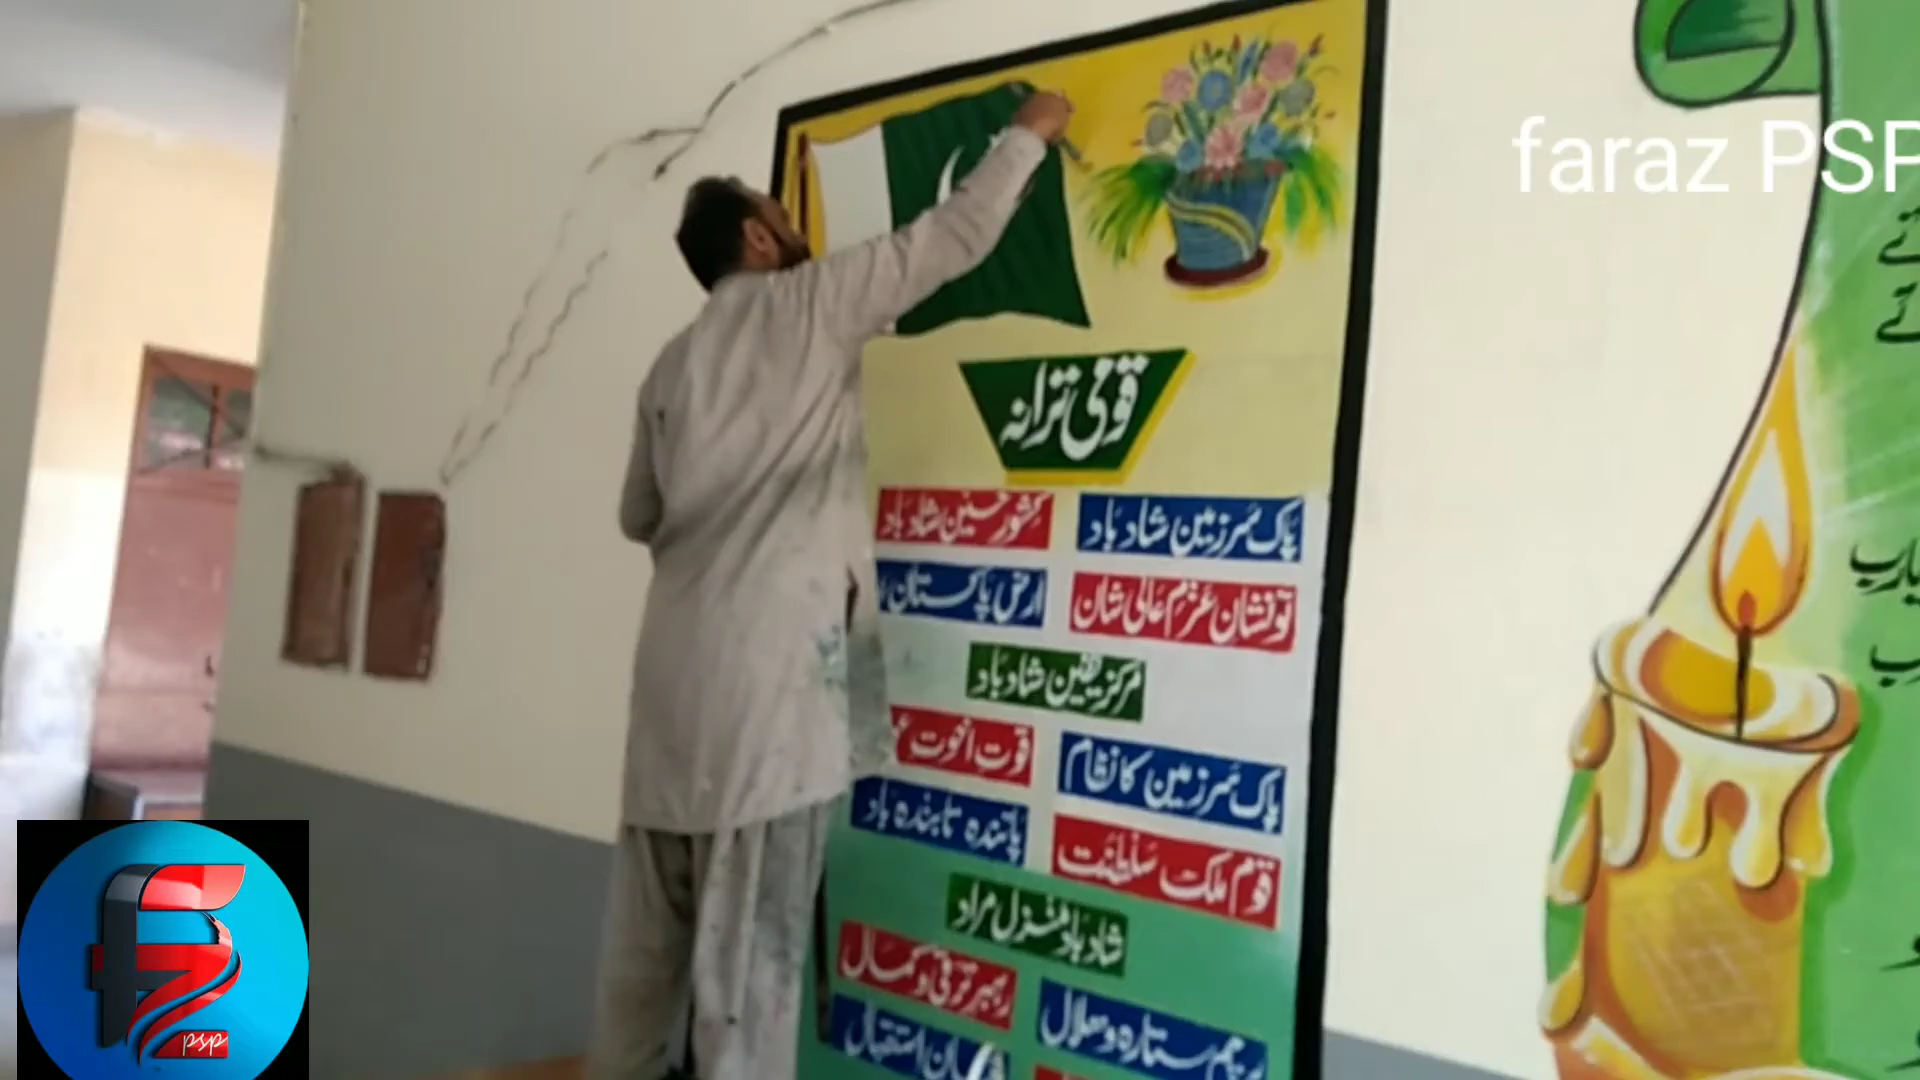 faraz PSP
قومی ترانہ
پاک سرزمین شاد باد کشور حسین شاد باد
تو نشان عزم عالی شان ارض پاکستان
مرکز یقین شاد باد
پاک سرزمین کا نظام قوت اخوت
قوم ملک سلطنت پائندہ تابندہ باد
شاد باد منزل مراد
پرچم ستارہ و ہلال رہبر ترقی و کمال
استقبال
یارب
psp